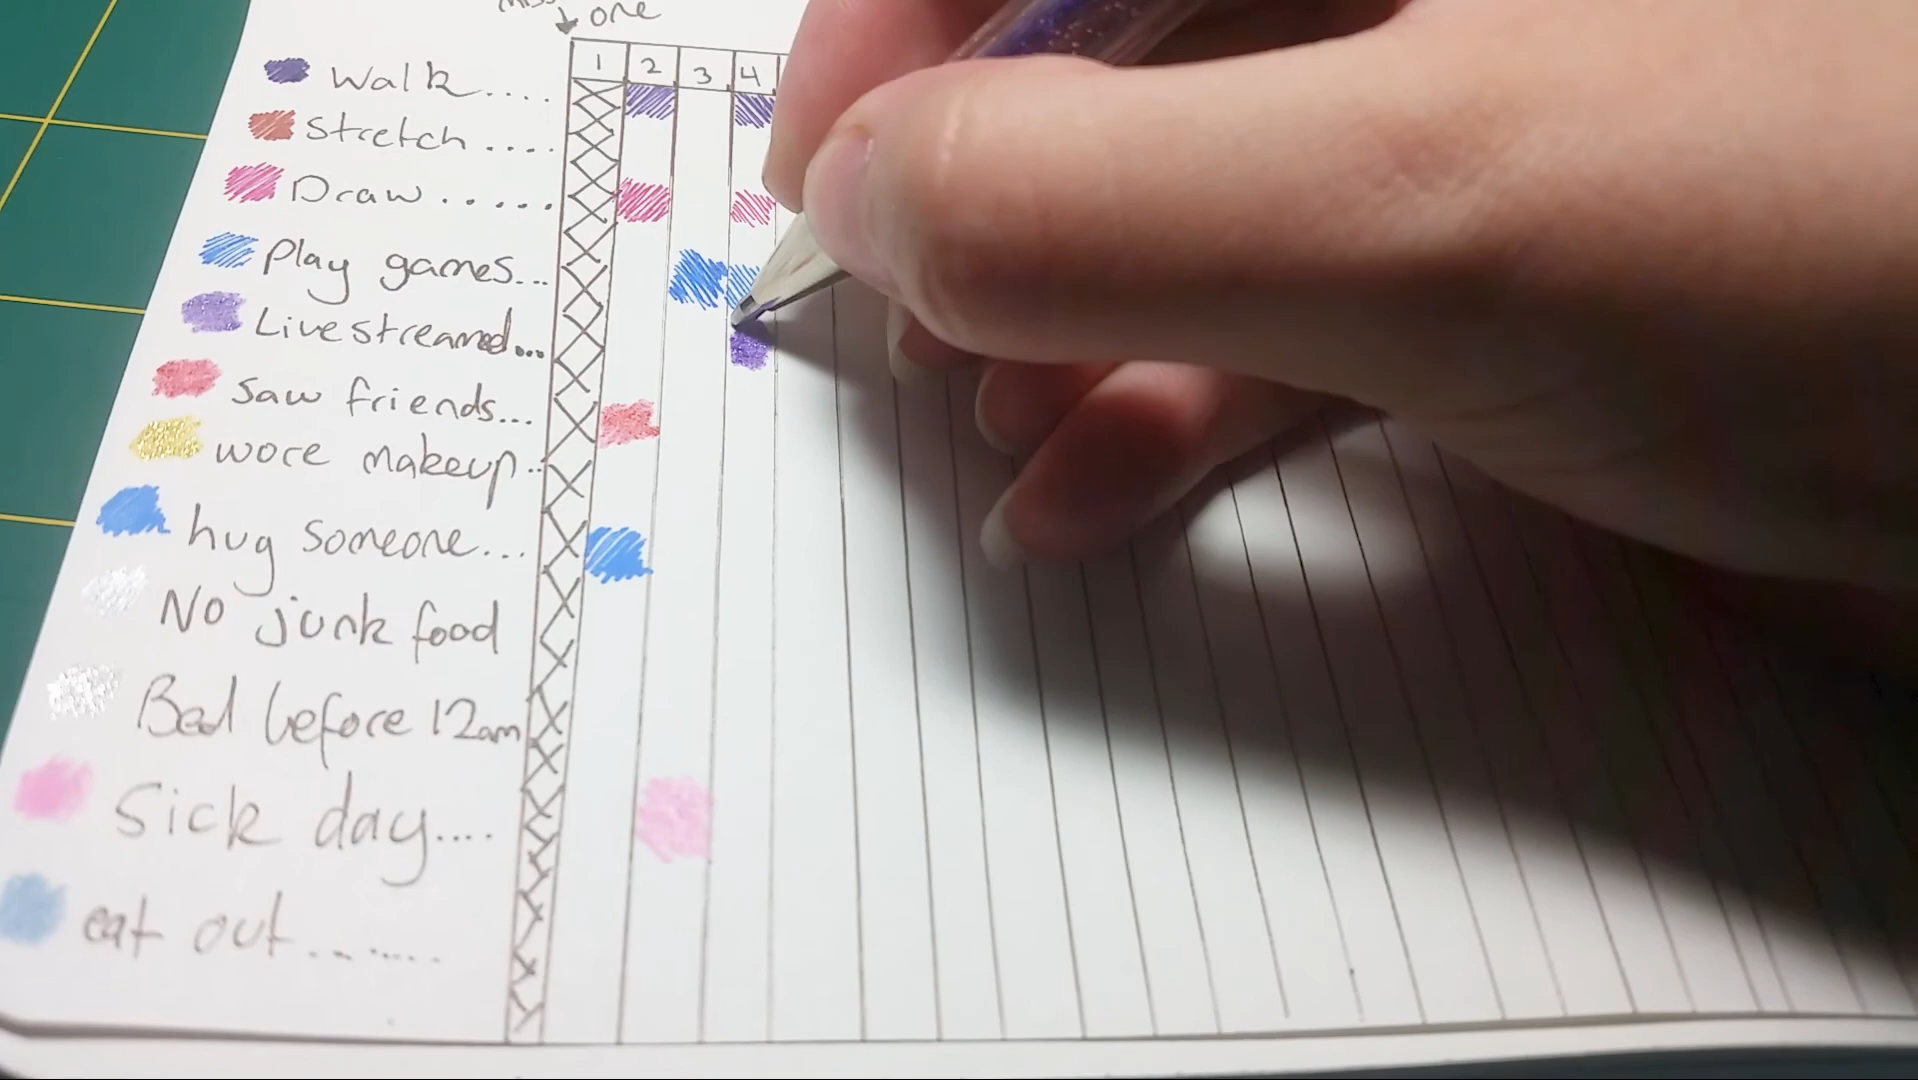 one
1 2 3 4
Walk....
Stretch ....
Draw.....
Play games...
Livestreamed...
Saw friends...
wore makeup..
hug someone...
No junk food
Bed before 12am
Sick day....
eat out.......